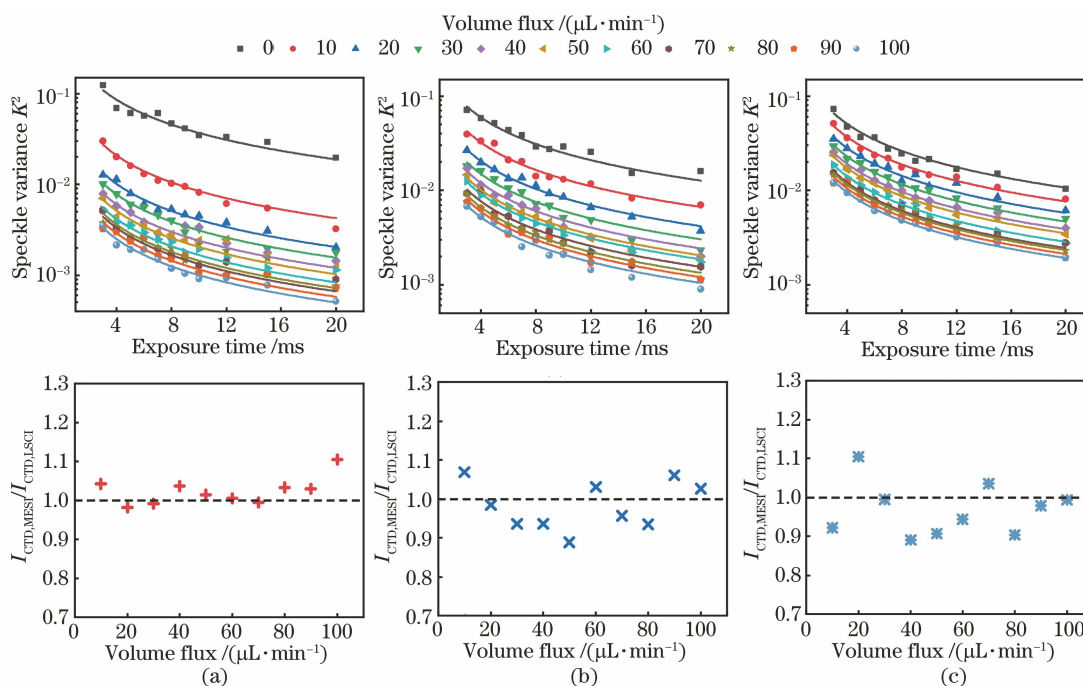 Volume flux /(μL·min⁻¹)
0 10 20 30 40 50 60 70 80 90 100
Speckle variance K²
10⁻¹
10⁻²
10⁻³
4 8 12 16 20
Exposure time /ms
Speckle variance K²
10⁻¹
10⁻²
10⁻³
4 8 12 16 20
Exposure time /ms
Speckle variance K²
10⁻¹
10⁻²
10⁻³
4 8 12 16 20
Exposure time /ms
I_CTD,MESI/I_CTD,LSCI
1.3
1.2
1.1
1.0
0.9
0.8
0.7
0 20 40 60 80 100
Volume flux /(μL·min⁻¹)
(a)
I_CTD,MESI/I_CTD,LSCI
1.3
1.2
1.1
1.0
0.9
0.8
0.7
0 20 40 60 80 100
Volume flux /(μL·min⁻¹)
(b)
I_CTD,MESI/I_CTD,LSCI
1.3
1.2
1.1
1.0
0.9
0.8
0.7
0 20 40 60 80 100
Volume flux /(μL·min⁻¹)
(c)